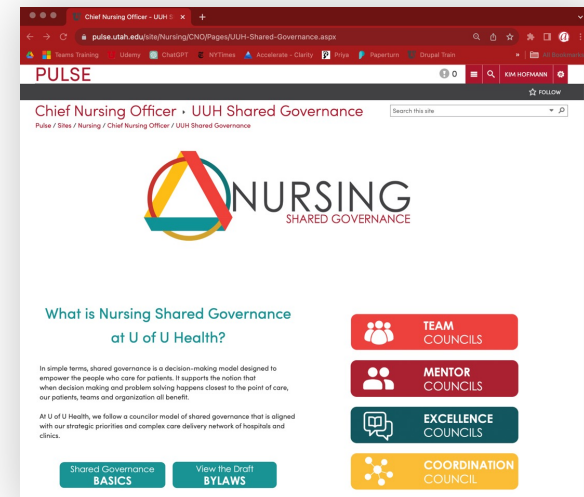 Chief Nursing Officer - UUH S
pulse.utah.edu/site/Nursing/CNO/Pages/UUH-Shared-Governance.aspx
Teams Training Udemy ChatGPT NYTimes Accelerate - Clarity Priya Paperturn Drupal Train » All Bookmarks
PULSE
0 KIM HOFMANN
FOLLOW
Chief Nursing Officer ▸ UUH Shared Governance
Search this site
Pulse / Sites / Nursing / Chief Nursing Officer / UUH Shared Governance
NURSING
SHARED GOVERNANCE
What is Nursing Shared Governance
at U of U Health?
In simple terms, shared governance is a decision-making model designed to
empower the people who care for patients. It supports the notion that
when decision making and problem solving happens closest to the point of care,
our patients, teams and organization all benefit.
At U of U Health, we follow a councilor model of shared governance that is aligned
with our strategic priorities and complex care delivery network of hospitals and
clinics.
Shared Governance
BASICS
View the Draft
BYLAWS
TEAM
COUNCILS
MENTOR
COUNCILS
EXCELLENCE
COUNCILS
COORDINATION
COUNCIL